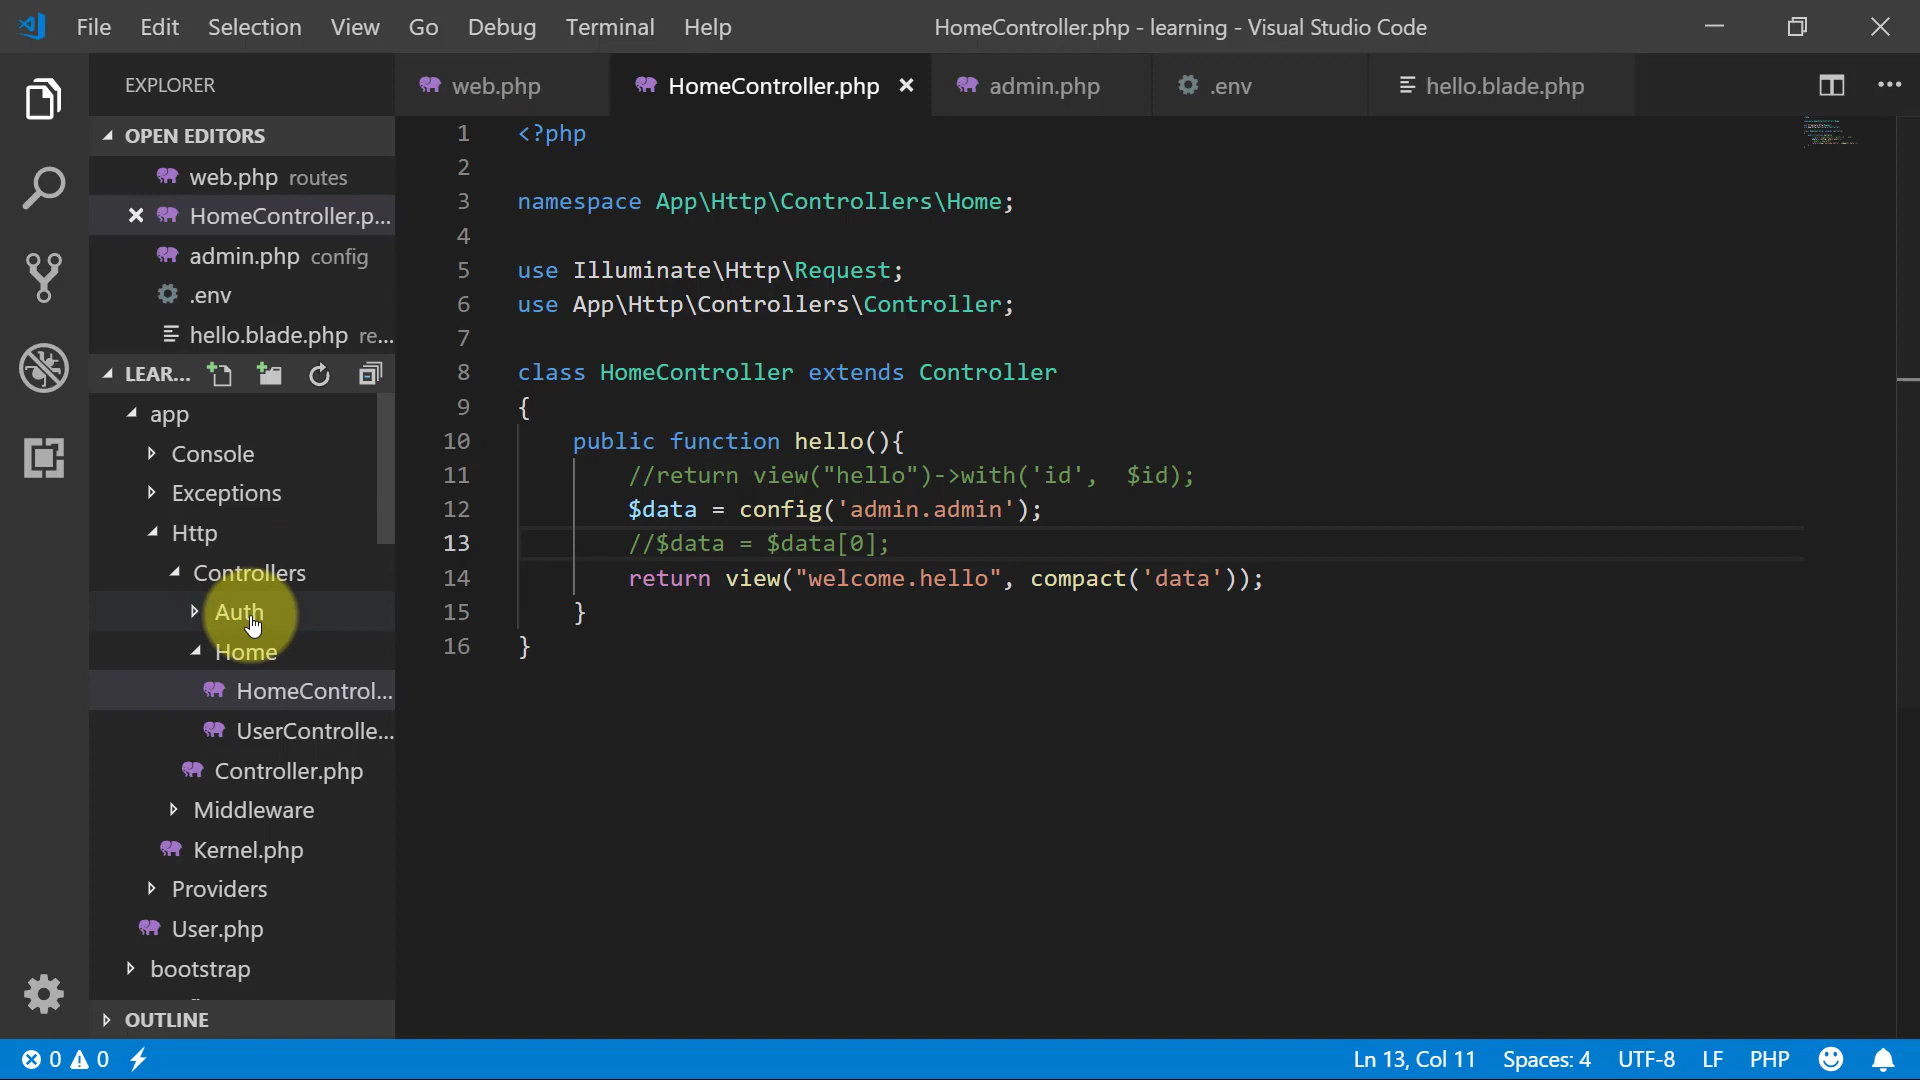 File Edit Selection View Go Debug Terminal Help HomeController.php - learning - Visual Studio Code
EXPLORER
web.php HomeController.php admin.php .env hello.blade.php
OPEN EDITORS
web.php routes
HomeController.p...
admin.php config
.env
hello.blade.php re...
LEAR...
app
Console
Exceptions
Http
Controllers
Auth
Home
HomeControl...
UserControlle...
Controller.php
Middleware
Kernel.php
Providers
User.php
bootstrap
OUTLINE
1 <?php
2
3 namespace App\Http\Controllers\Home;
4
5 use Illuminate\Http\Request;
6 use App\Http\Controllers\Controller;
7
8 class HomeController extends Controller
9 {
10 public function hello(){
11 //return view("hello")->with('id', $id);
12 $data = config('admin.admin');
13 //$data = $data[0];
14 return view("welcome.hello", compact('data'));
15 }
16 }
0 0 Ln 13, Col 11 Spaces: 4 UTF-8 LF PHP